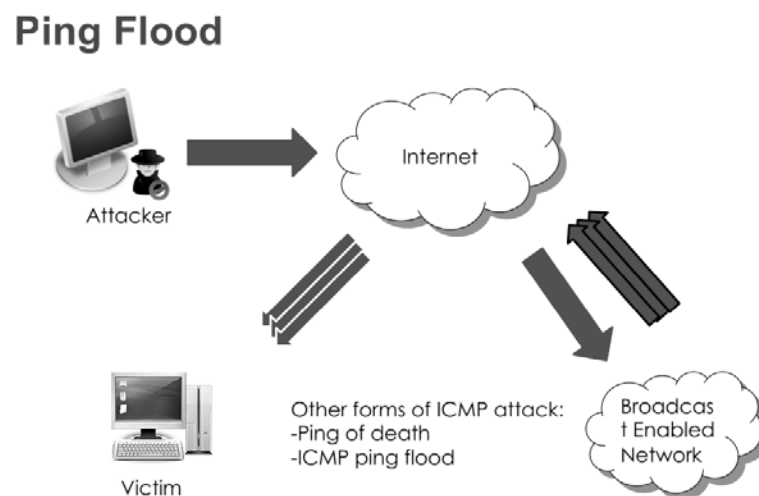 Ping Flood
Internet
Attacker
Other forms of ICMP attack:
-Ping of death
-ICMP ping flood
Broadcas
t Enabled
Network
Victim